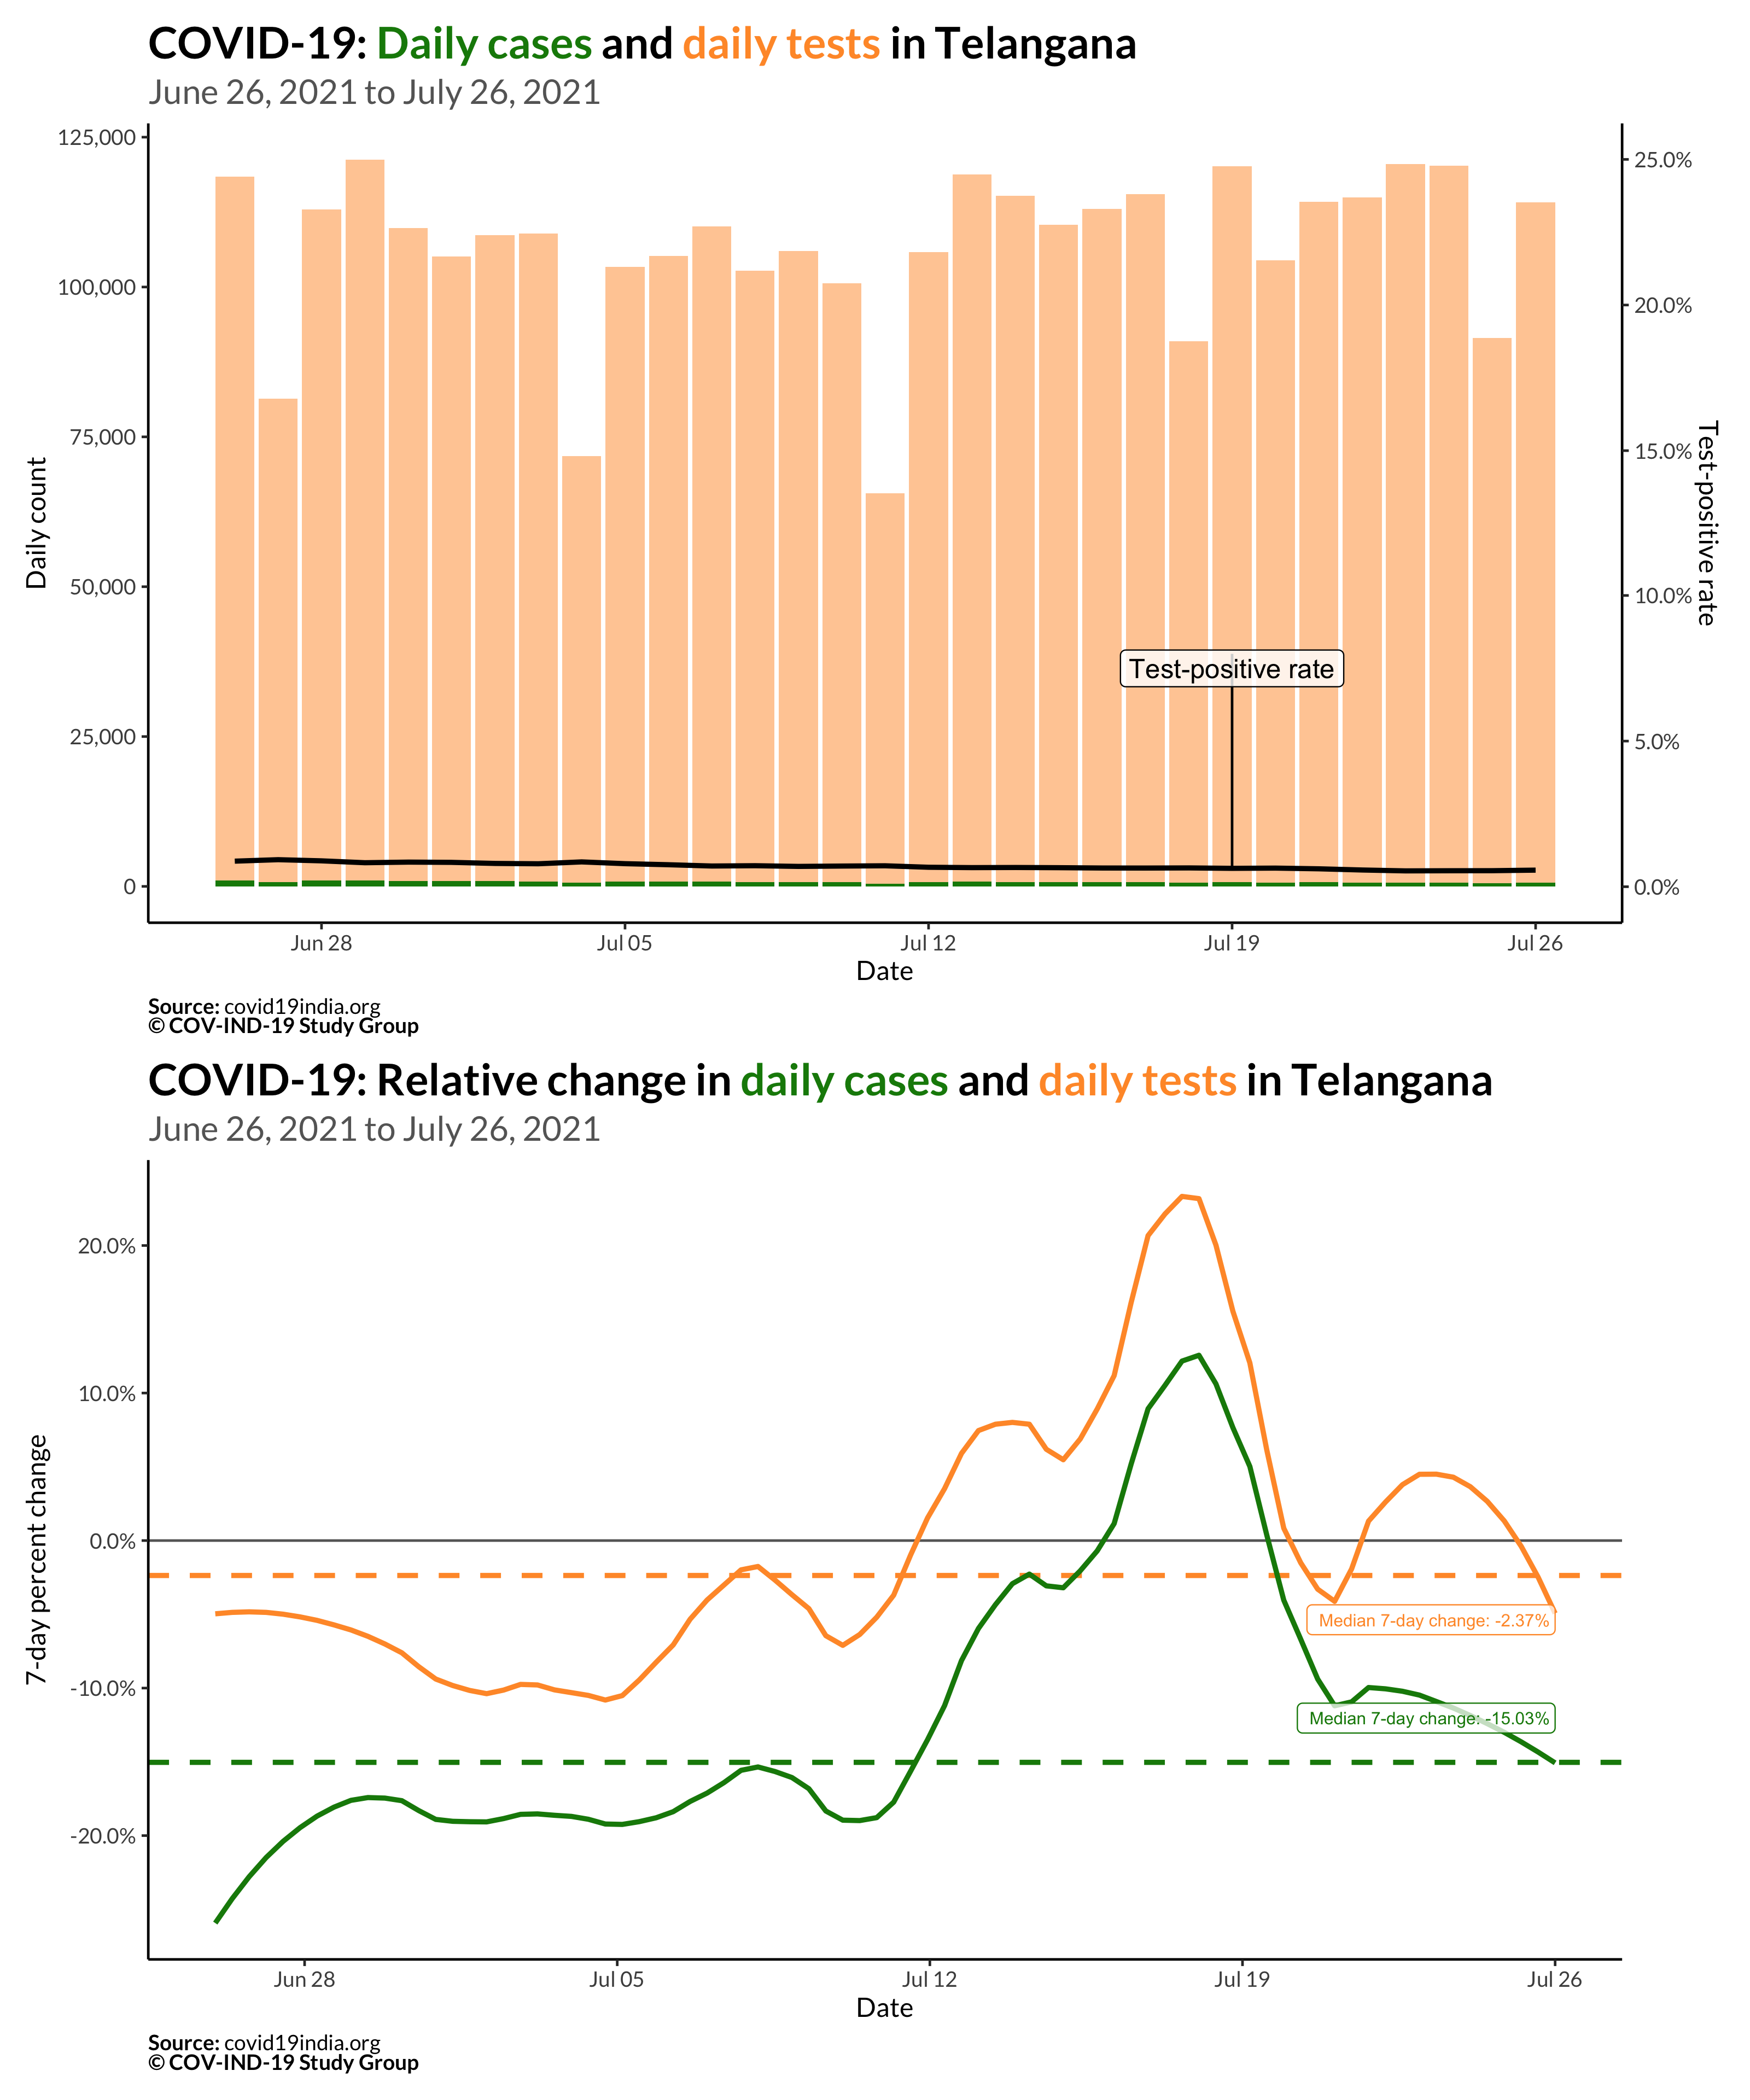 COVID-19: Daily cases and daily tests in Telangana
June 26, 2021 to July 26, 2021
125,000
100,000
75,000
50,000
25,000
0
Daily count
25.0%
20.0%
15.0%
10.0%
5.0%
0.0%
Test-positive rate
Test-positive rate
Jun 28
Jul 05
Jul 12
Jul 19
Jul 26
Date
Source: covid19india.org
© COV-IND-19 Study Group
COVID-19: Relative change in daily cases and daily tests in Telangana
June 26, 2021 to July 26, 2021
20.0%
10.0%
0.0%
-10.0%
-20.0%
7-day percent change
Median 7-day change: -2.37%
Median 7-day change: -15.03%
Jun 28
Jul 05
Jul 12
Jul 19
Jul 26
Date
Source: covid19india.org
© COV-IND-19 Study Group